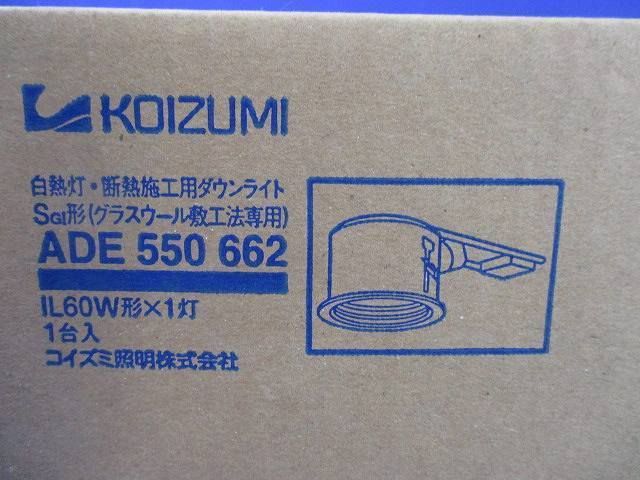 KOIZUMI
白熱灯・断熱施工用ダウンライト
SGI形(グラスウール敷工法専用)
ADE 550 662
IL60W形×1灯
1台入
コイズミ照明株式会社